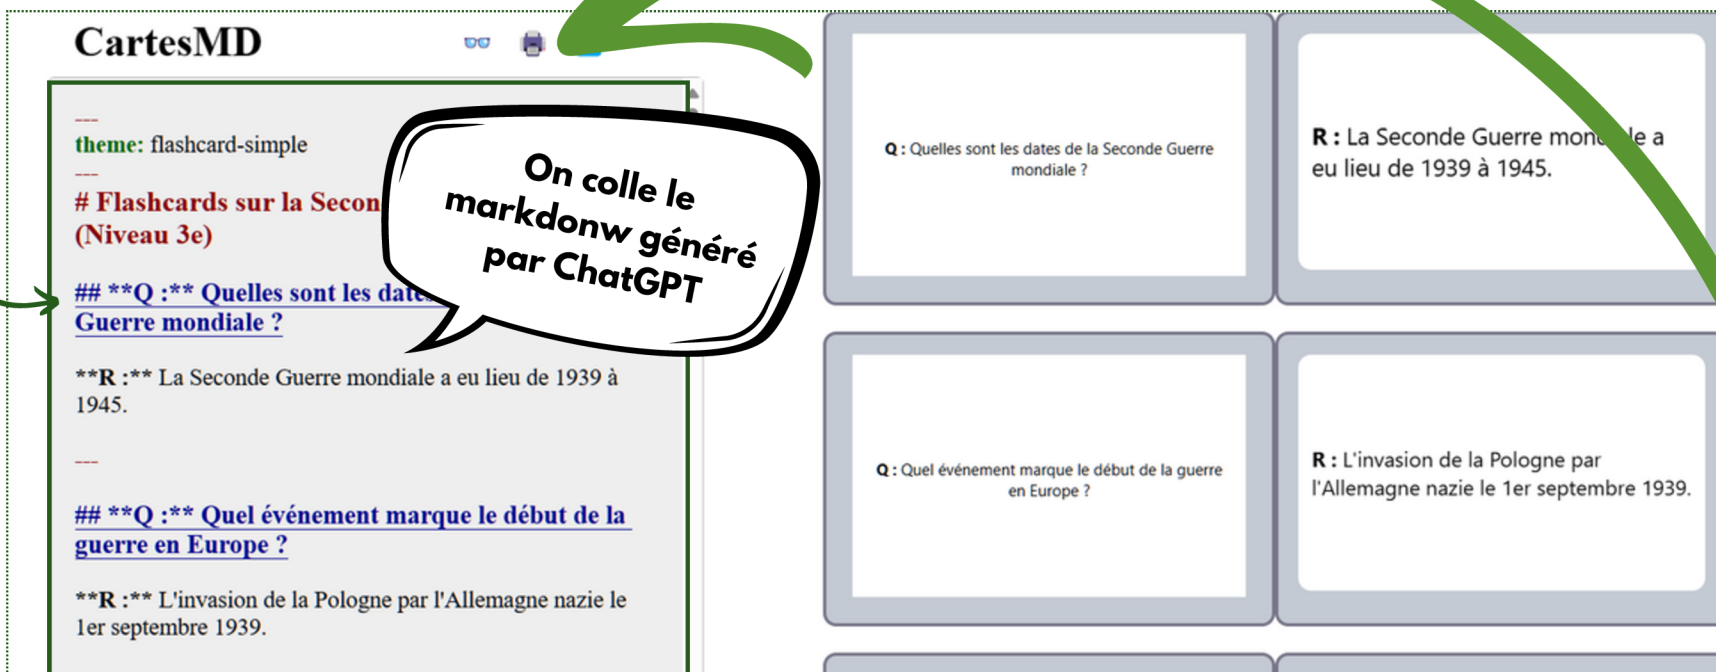 CartesMD
---
theme: flashcard-simple
---
# Flashcards sur la Secon
(Niveau 3e)
## **Q :** Quelles sont les dates
Guerre mondiale ?
**R :** La Seconde Guerre mondiale a eu lieu de 1939 à
1945.
---
## **Q :** Quel événement marque le début de la
guerre en Europe ?
**R :** L'invasion de la Pologne par l'Allemagne nazie le
1er septembre 1939.
On colle le
markdonw généré
par ChatGPT
Q : Quelles sont les dates de la Seconde Guerre
mondiale ?
R : La Seconde Guerre mondiale a
eu lieu de 1939 à 1945.
Q : Quel événement marque le début de la guerre
en Europe ?
R : L'invasion de la Pologne par
l'Allemagne nazie le 1er septembre 1939.